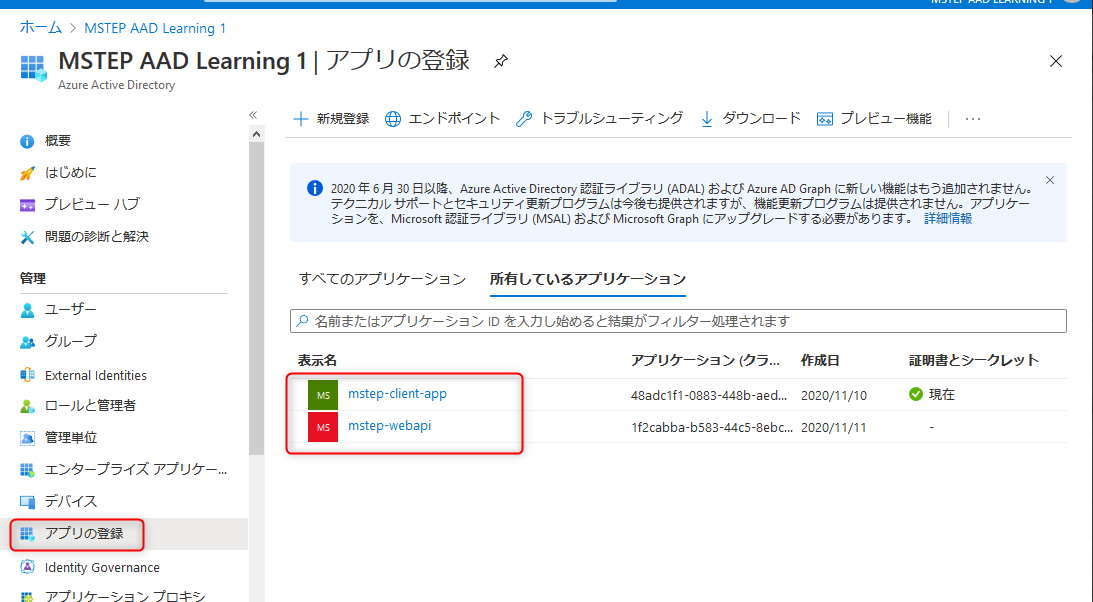 MSTEP AAD LEARNING 1
ホーム > MSTEP AAD Learning 1
MSTEP AAD Learning 1 | アプリの登録
Azure Active Directory
«
概要
はじめに
プレビュー ハブ
問題の診断と解決
管理
ユーザー
グループ
External Identities
ロールと管理者
管理単位
エンタープライズ アプリケー...
デバイス
アプリの登録
Identity Governance
アプリケーション プロキシ
新規登録 エンドポイント トラブルシューティング ダウンロード プレビュー機能 ...
2020 年 6 月 30 日以降、Azure Active Directory 認証ライブラリ (ADAL) および Azure AD Graph に新しい機能はもう追加されません。
テクニカル サポートとセキュリティ更新プログラムは今後も提供されますが、機能更新プログラムは提供されません。アプリケー
ションを、Microsoft 認証ライブラリ (MSAL) および Microsoft Graph にアップグレードする必要があります。 詳細情報
すべてのアプリケーション 所有しているアプリケーション
名前またはアプリケーション ID を入力し始めると結果がフィルター処理されます
表示名 アプリケーション (クラ... 作成日 証明書とシークレット
MS mstep-client-app 48adc1f1-0883-448b-aed... 2020/11/10 現在
MS mstep-webapi 1f2cabba-b583-44c5-8ebc... 2020/11/11 -